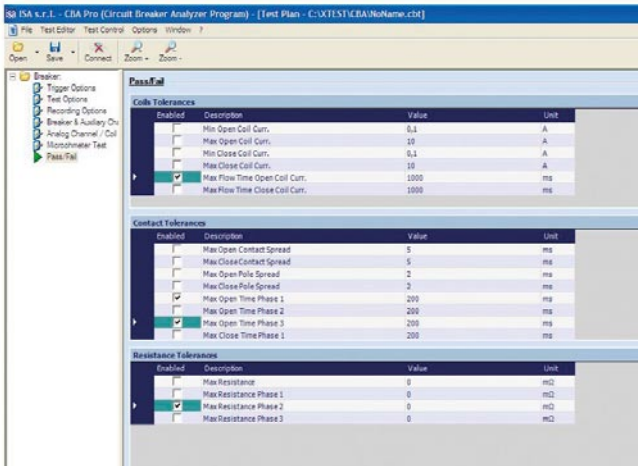 ISA s.r.l. - CBA Pro (Circuit Breaker Analyzer Program) - [Test Plan - C:\XTEST\CBA\NoName.cbt]
File Test Editor Test Control Options Window ?
Open Save Connect Zoom + Zoom -
Breaker:
Trigger Options
Test Options
Recording Options
Breaker & Auxiliary Cha
Analog Channel / Coil
Microohmeter Test
Pass/Fail
Pass/Fail
Coils Tolerances
Enabled Description Value Unit
Min Open Coil Curr. 0,1 A
Max Open Coil Curr. 10 A
Min Close Coil Curr. 0,1 A
Max Close Coil Curr. 10 A
Max Flow Time Open Coil Curr. 1000 ms
Max Flow Time Close Coil Curr. 1000 ms
Contact Tolerances
Enabled Description Value Unit
Max Open Contact Spread 5 ms
Max Close Contact Spread 5 ms
Max Open Pole Spread 2 ms
Max Close Pole Spread 2 ms
Max Open Time Phase 1 200 ms
Max Open Time Phase 2 200 ms
Max Open Time Phase 3 200 ms
Max Close Time Phase 1 200 ms
Resistance Tolerances
Enabled Description Value Unit
Max Resistance 0 mΩ
Max Resistance Phase 1 0 mΩ
Max Resistance Phase 2 0 mΩ
Max Resistance Phase 3 0 mΩ